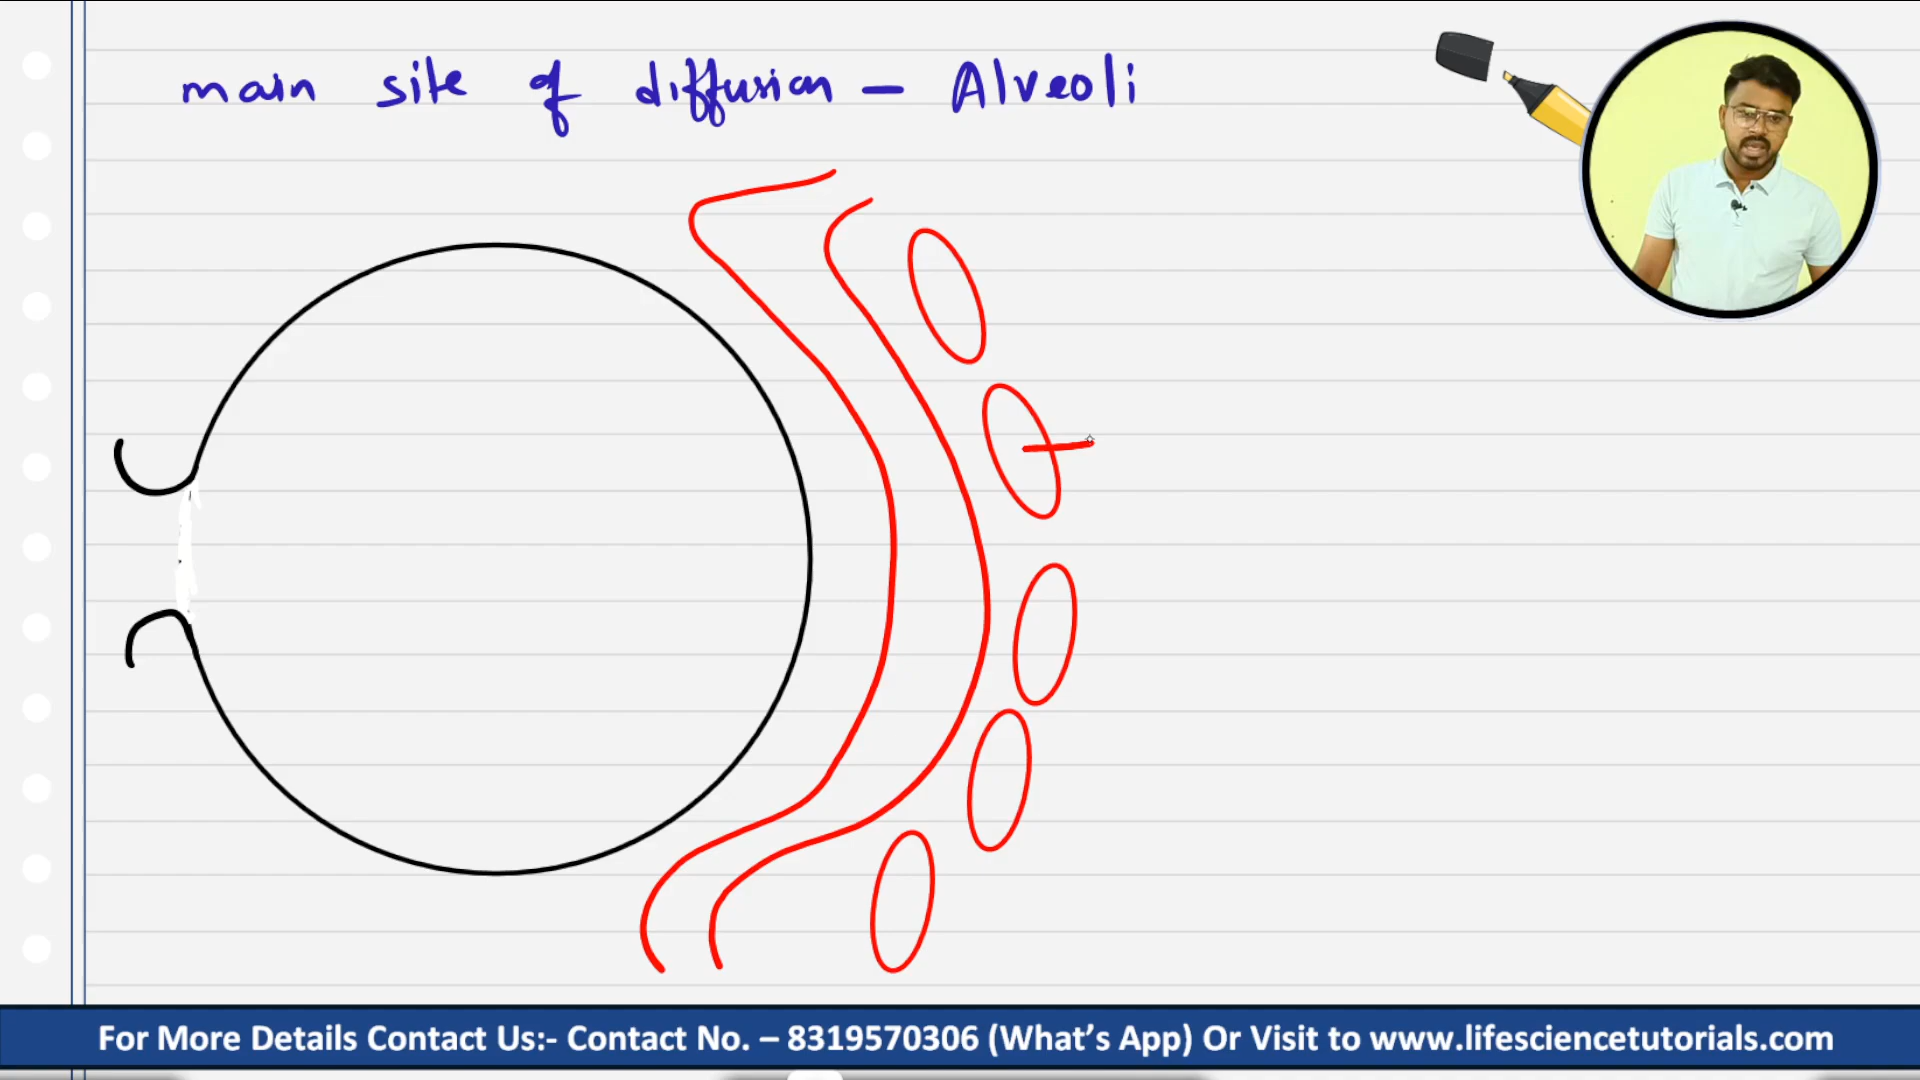 main site of diffusion – Alveoli
For More Details Contact Us:- Contact No. – 8319570306 (What's App) Or Visit to www.lifesciencetutorials.com